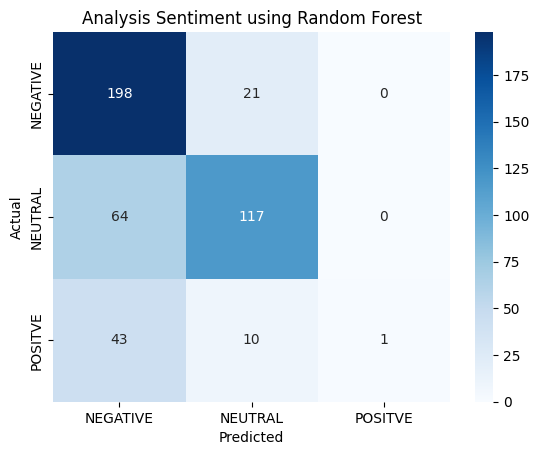 Analysis Sentiment using Random Forest
Actual
NEGATIVE
198 21 0
NEUTRAL
64 117 0
POSITVE
43 10 1
NEGATIVE NEUTRAL POSITVE
Predicted
175
150
125
100
75
50
25
0